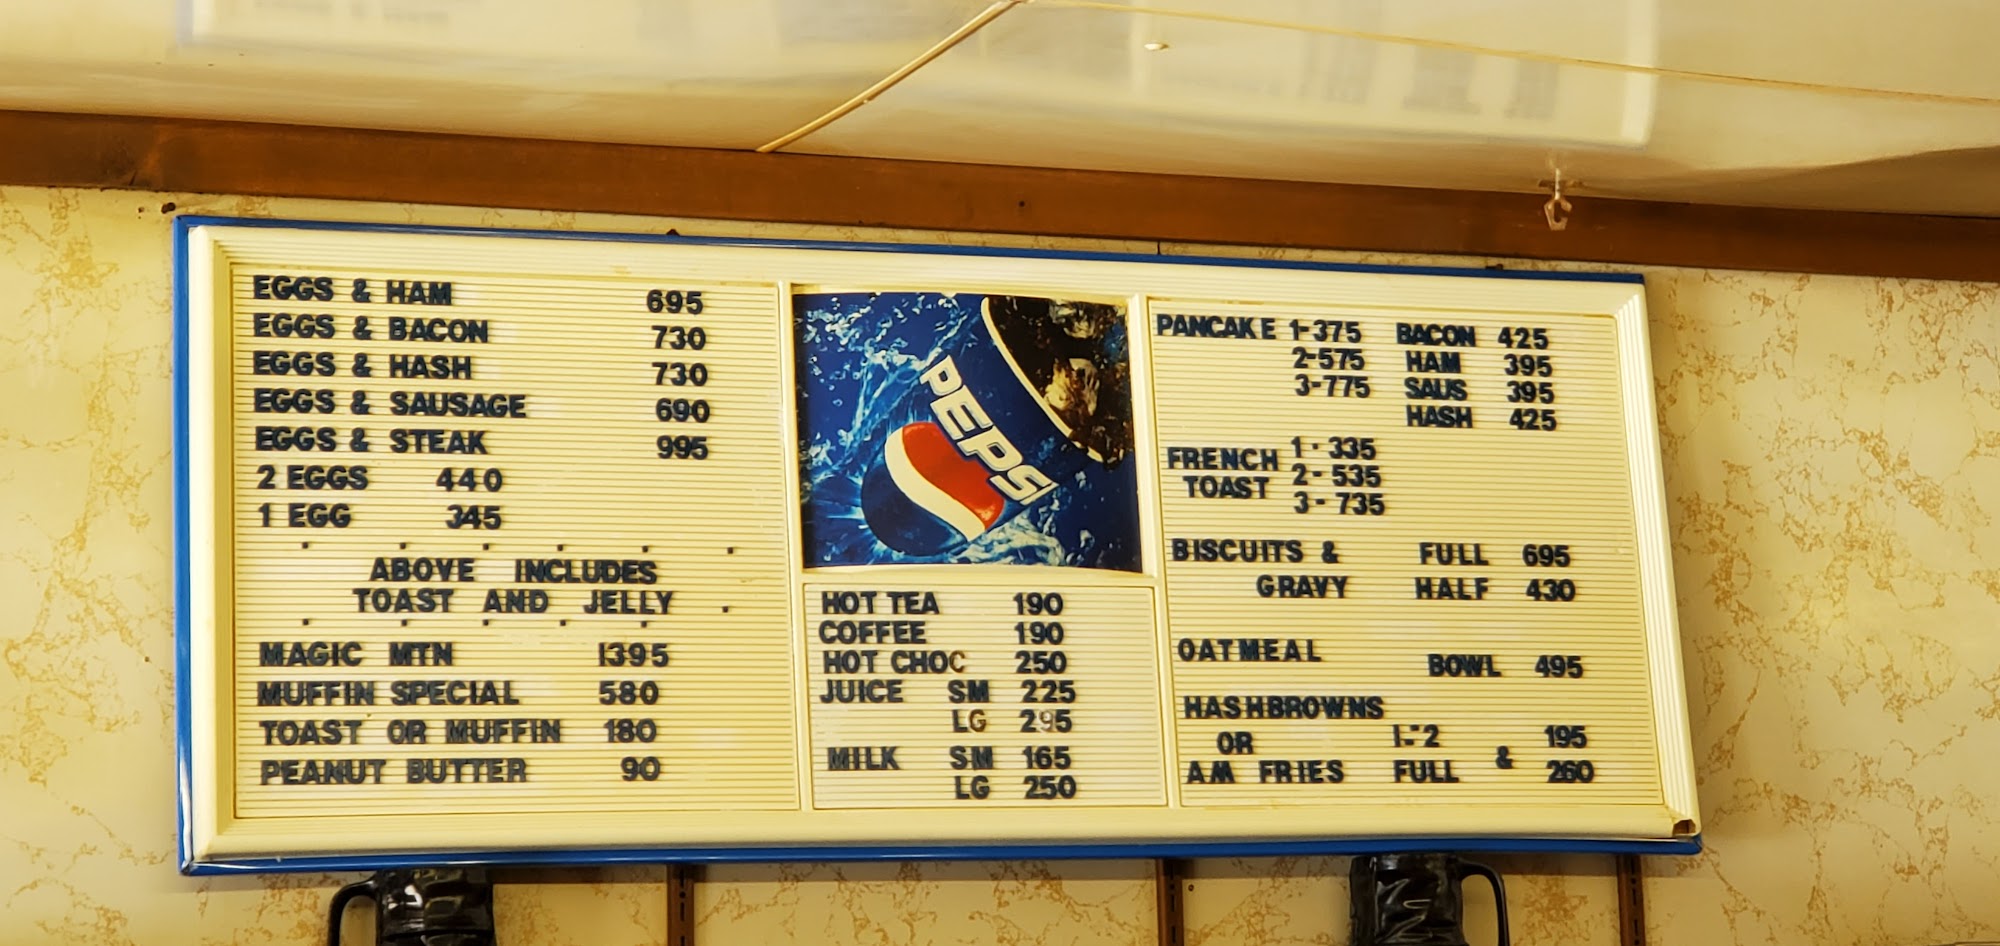 EGGS & HAM 695
EGGS & BACON 730
EGGS & HASH 730
EGGS & SAUSAGE 690
EGGS & STEAK 995
2 EGGS 440
1 EGG 345
ABOVE INCLUDES
TOAST AND JELLY
MAGIC MTN 1395
MUFFIN SPECIAL 580
TOAST OR MUFFIN 180
PEANUT BUTTER 90
PEPSI
HOT TEA 190
COFFEE 190
HOT CHOC 250
JUICE SM 225
LG 295
MILK SM 165
LG 250
PANCAKE 1-375 BACON 425
2-575 HAM 395
3-775 SAUS 395
HASH 425
FRENCH 1-335
TOAST 2-535
3-735
BISCUITS & FULL 695
GRAVY HALF 430
OATMEAL
BOWL 495
HASHBROWNS
OR 1-2 195
AM FRIES FULL & 260